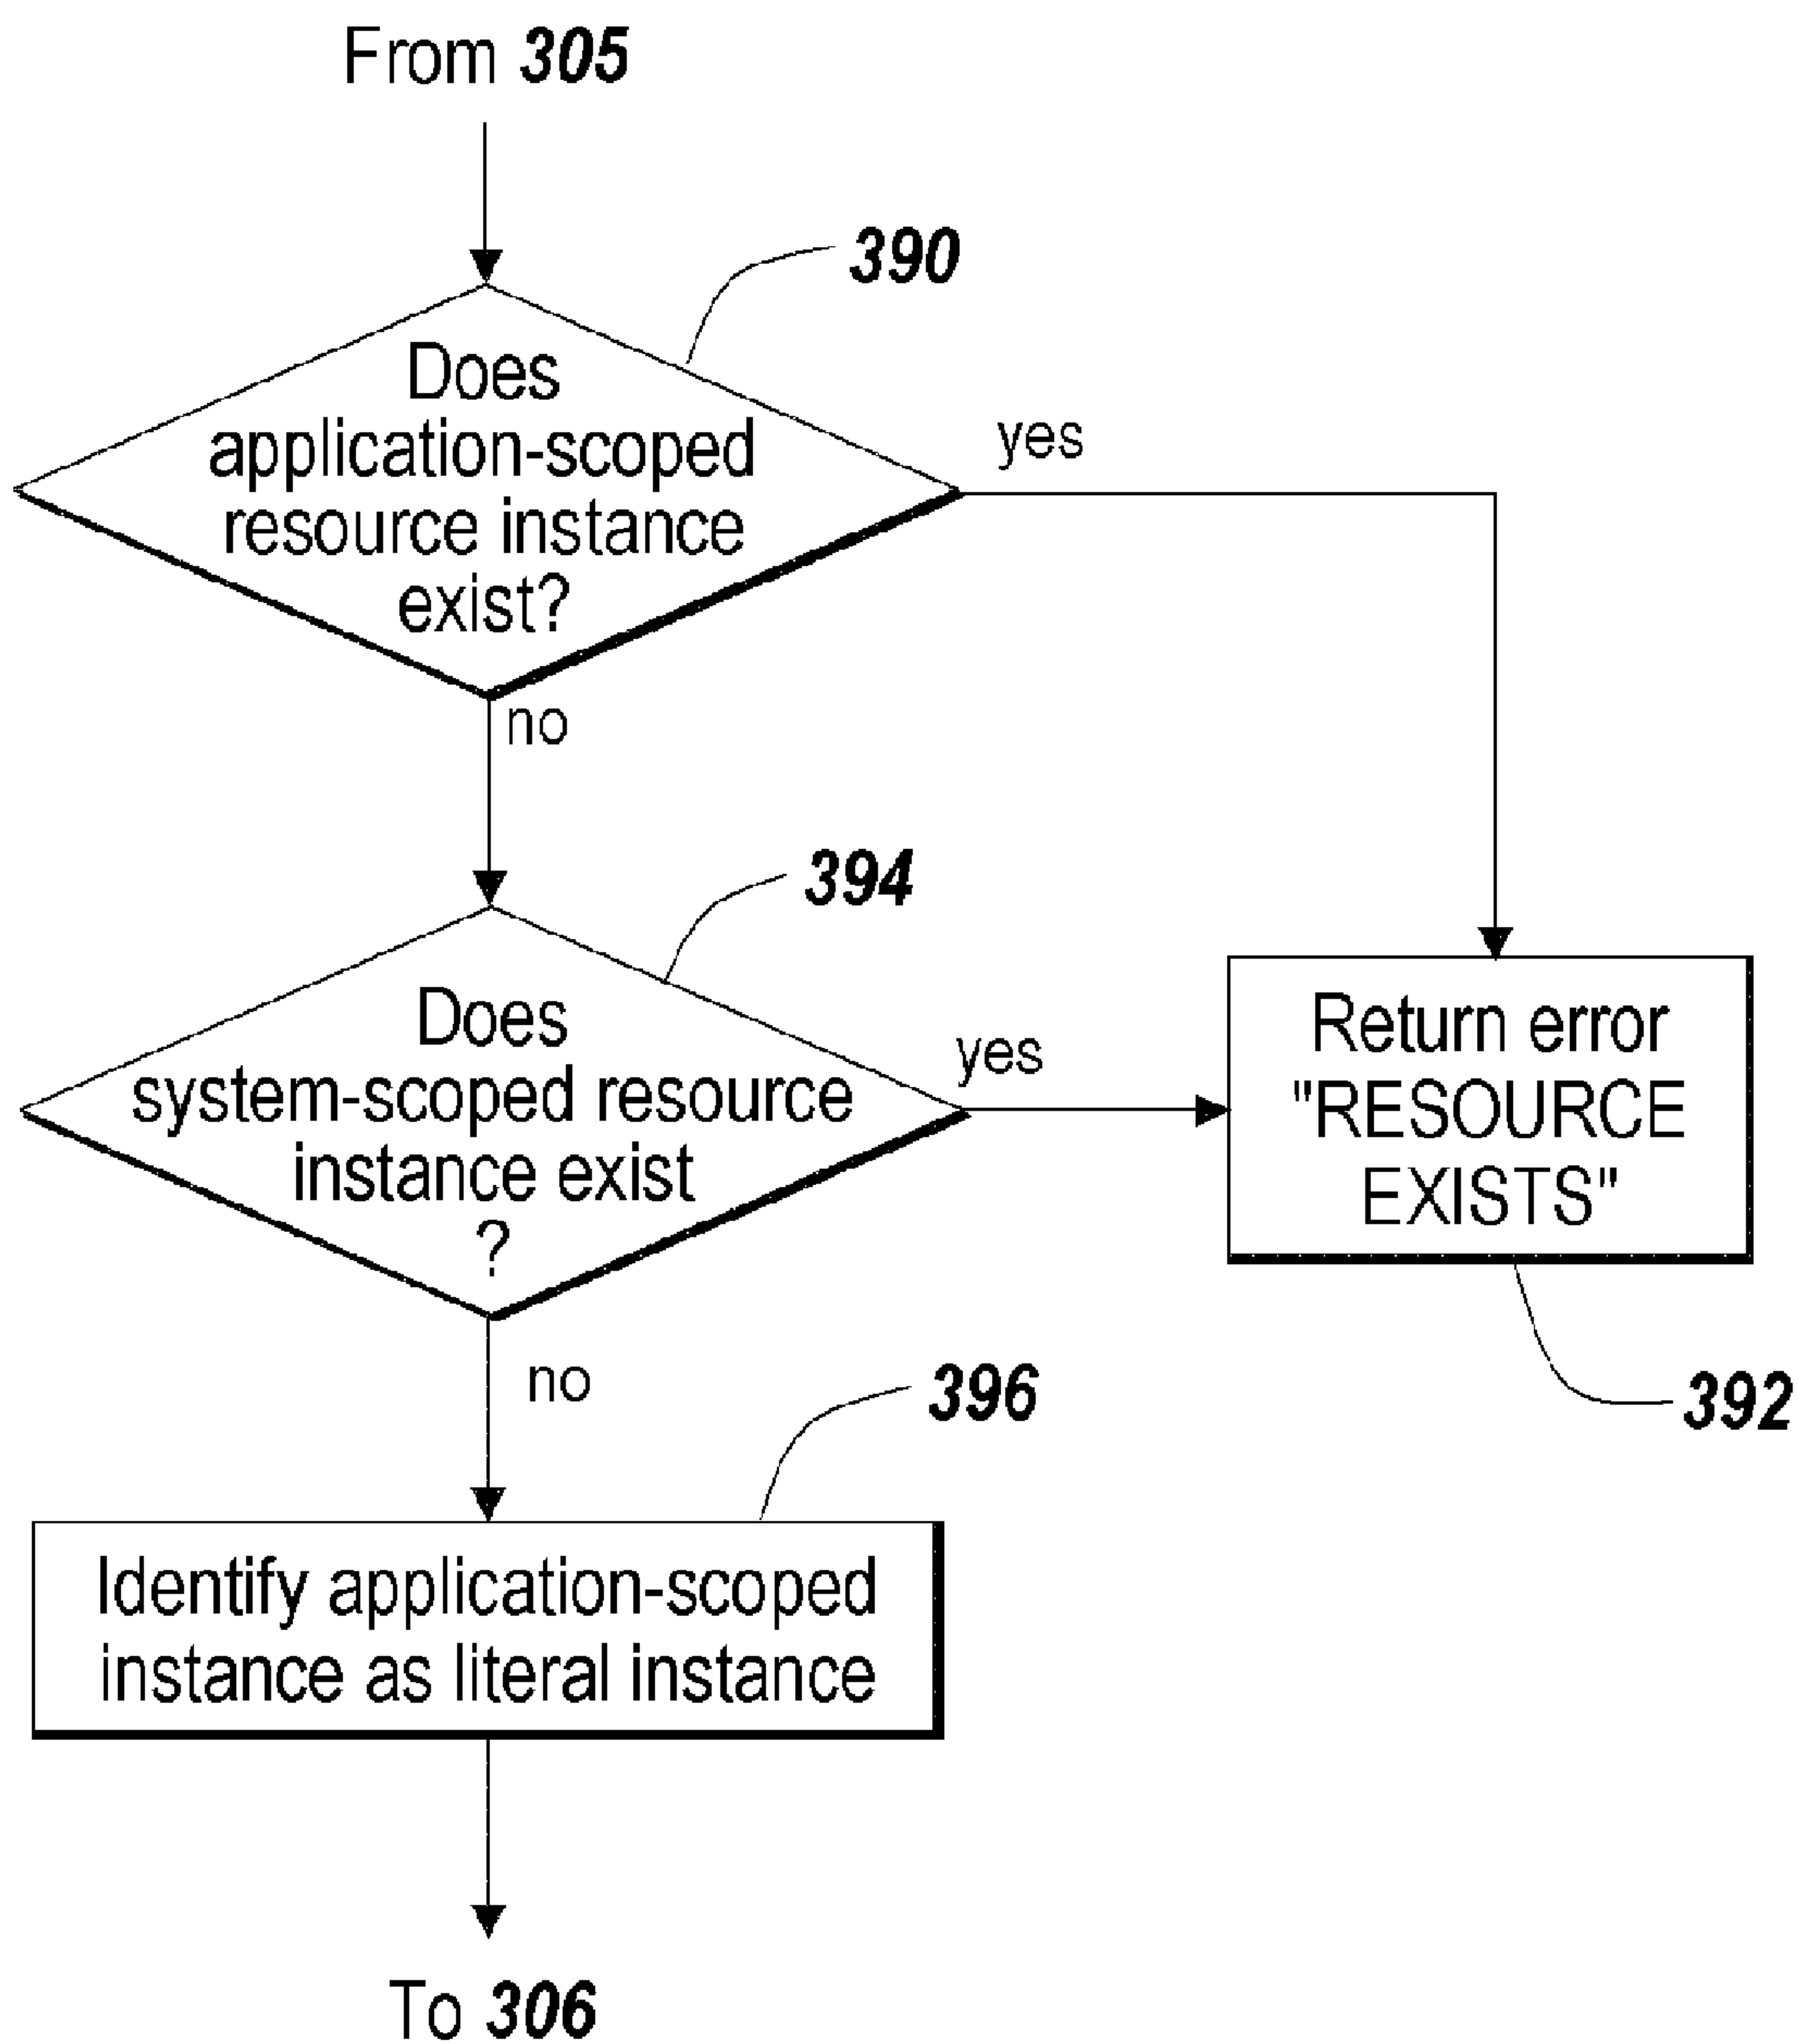 From 305
390
Does
application-scoped
resource instance
exist?
yes
no
394
Does
system-scoped resource
instance exist
?
yes
Return error
"RESOURCE
EXISTS"
392
no
396
Identify application-scoped
instance as literal instance
To 306